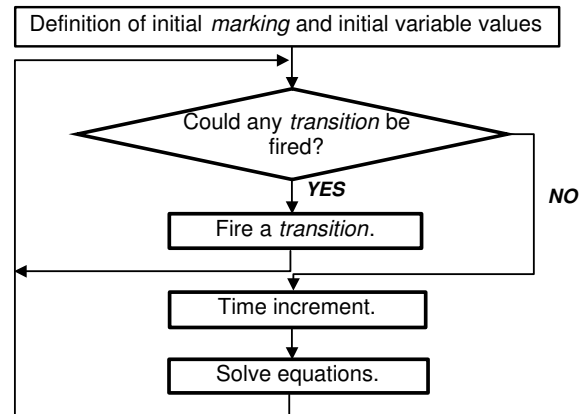 Definition of initial marking and initial variable values
Could any transition be
fired?
YES
NO
Fire a transition.
Time increment.
Solve equations.